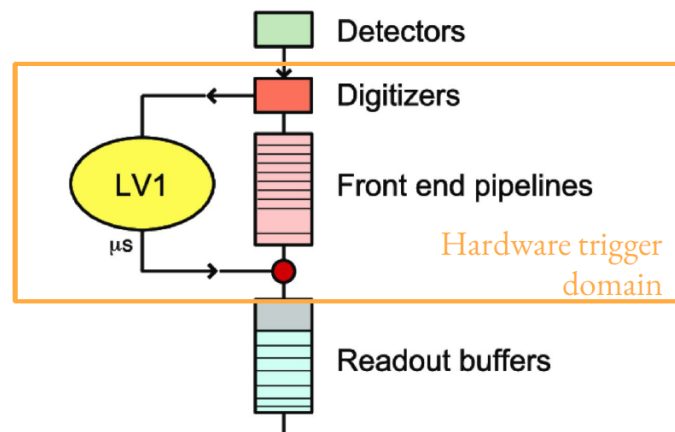 Detectors
Digitizers
LV1
Front end pipelines
μs
Hardware trigger
domain
Readout buffers